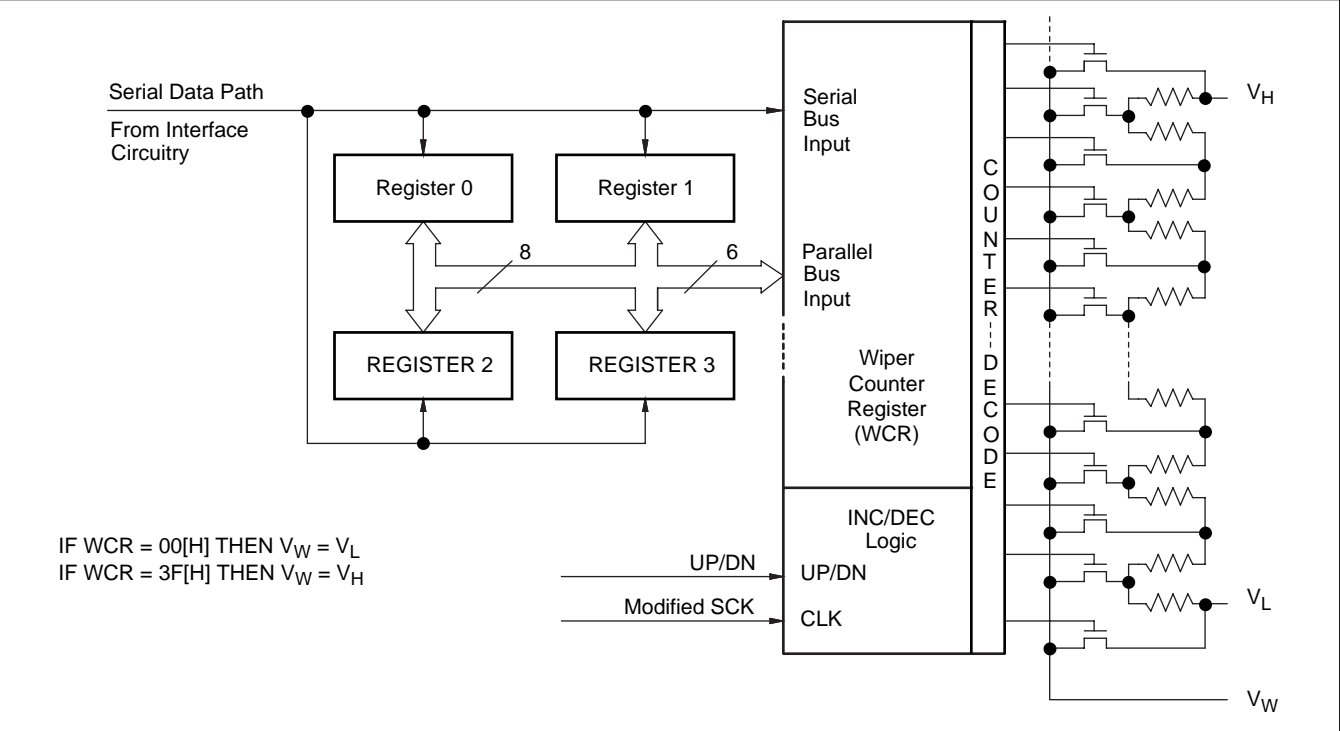 Serial Data Path
From Interface
Circuitry
Register 0
Register 1
8
6
REGISTER 2
REGISTER 3
Serial
Bus
Input
Parallel
Bus
Input
Wiper
Counter
Register
(WCR)
COUNTER DECODE
INC/DEC
Logic
UP/DN
UP/DN
Modified SCK
CLK
IF WCR = 00[H] THEN VW = VL
IF WCR = 3F[H] THEN VW = VH
VH
VL
VW